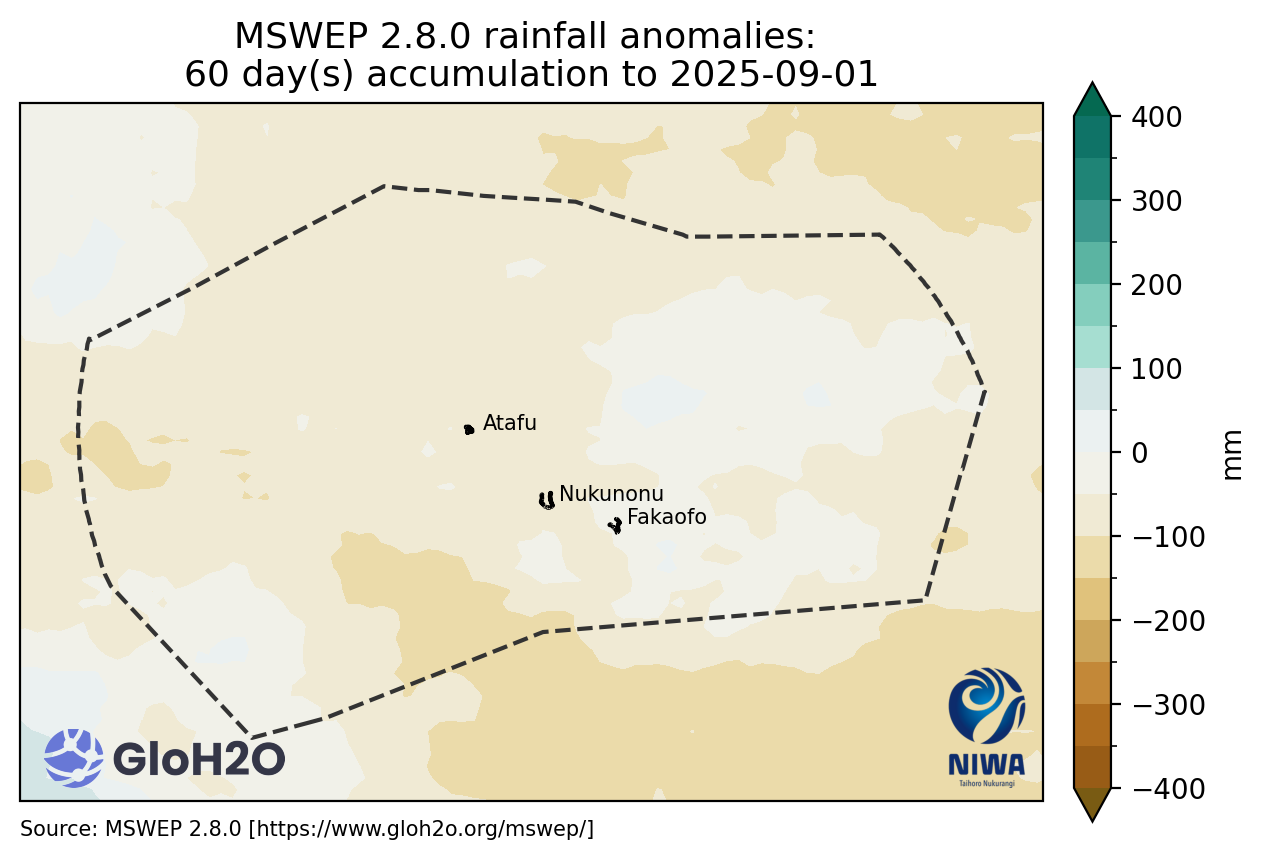 MSWEP 2.8.0 rainfall anomalies:
60 day(s) accumulation to 2025-09-01
400
300
200
100
0
−100
−200
−300
−400
mm
Atafu
Nukunonu
Fakaofo
GloH2O
NIWA
Taihoro Nukurangi
Source: MSWEP 2.8.0 [https://www.gloh2o.org/mswep/]